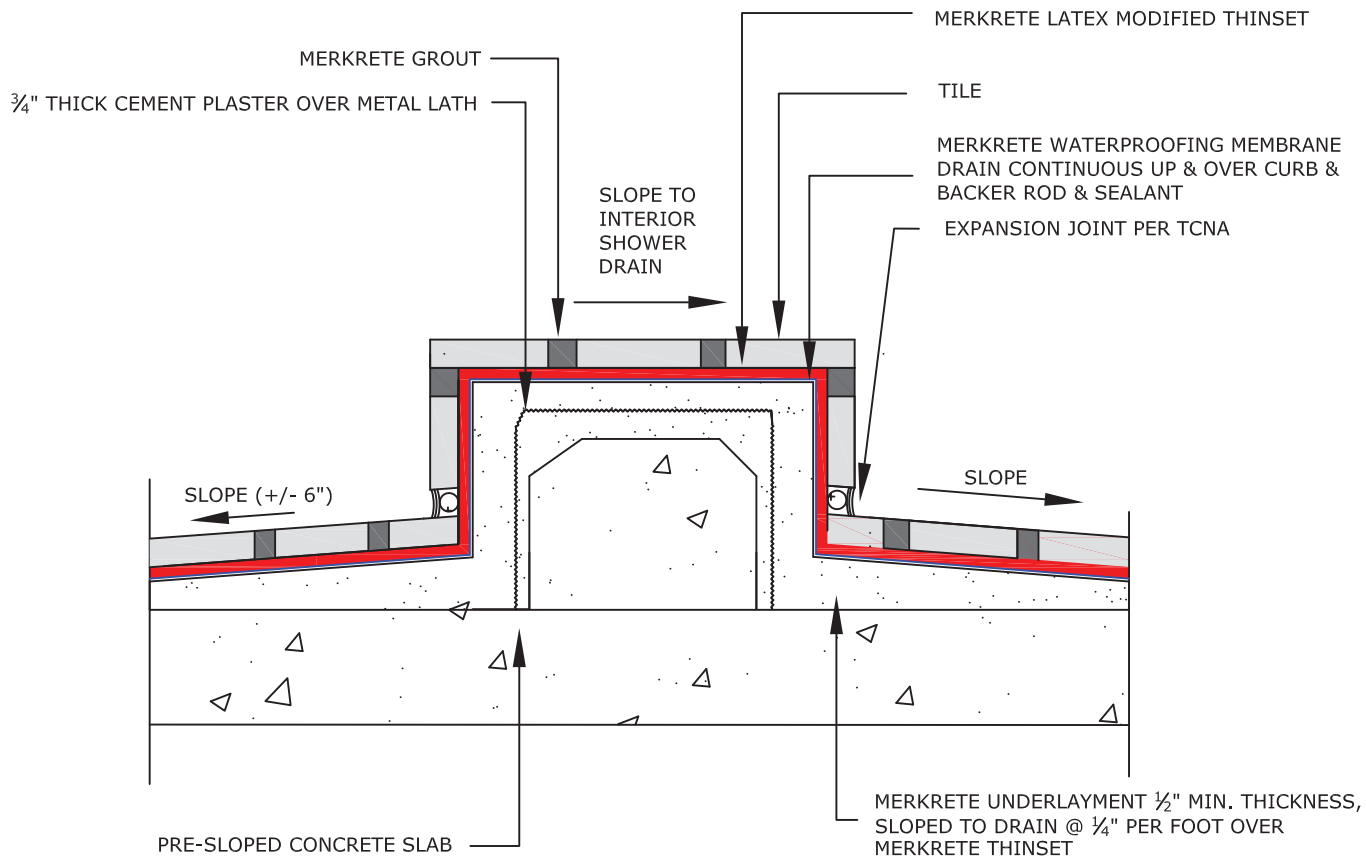 MERKRETE LATEX MODIFIED THINSET
MERKRETE GROUT
¾" THICK CEMENT PLASTER OVER METAL LATH
TILE
MERKRETE WATERPROOFING MEMBRANE
DRAIN CONTINUOUS UP & OVER CURB &
BACKER ROD & SEALANT
SLOPE TO
INTERIOR
SHOWER
DRAIN
EXPANSION JOINT PER TCNA
SLOPE (+/- 6")
SLOPE
MERKRETE UNDERLAYMENT ½" MIN. THICKNESS,
SLOPED TO DRAIN @ ¼" PER FOOT OVER
MERKRETE THINSET
PRE-SLOPED CONCRETE SLAB